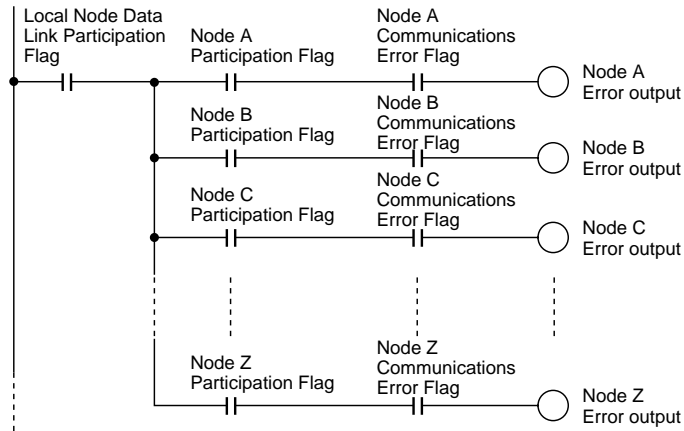 Local Node Data
Link Participation
Flag
Node A
Participation Flag
Node A
Communications
Error Flag
Node A
Error output
Node B
Participation Flag
Node B
Communications
Error Flag
Node B
Error output
Node C
Participation Flag
Node C
Communications
Error Flag
Node C
Error output
Node Z
Participation Flag
Node Z
Communications
Error Flag
Node Z
Error output